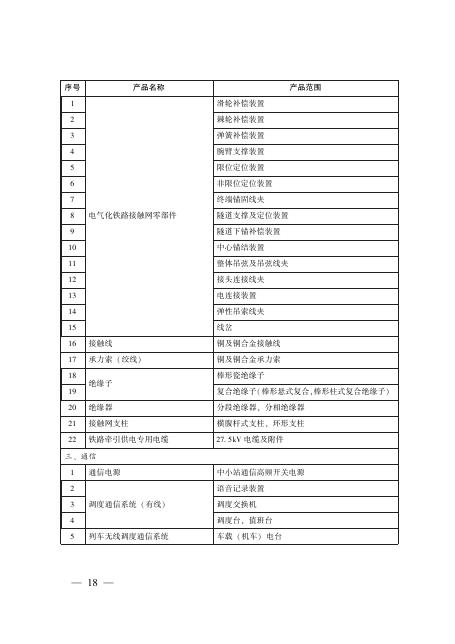 序号 产品名称 产品范围
1 滑轮补偿装置
2 棘轮补偿装置
3 弹簧补偿装置
4 腕臂支撑装置
5 限位定位装置
6 非限位定位装置
7 终端锚固线夹
8 电气化铁路接触网零部件 隧道支撑及定位装置
9 隧道下锚补偿装置
10 中心锚结装置
11 整体吊弦及吊弦线夹
12 接头连接线夹
13 电连接装置
14 弹性吊索线夹
15 线岔
16 接触线 铜及铜合金接触线
17 承力索（绞线） 铜及铜合金承力索
18 棒形瓷绝缘子
绝缘子
19 复合绝缘子(棒形悬式复合,棒形柱式复合绝缘子)
20 绝缘器 分段绝缘器，分相绝缘器
21 接触网支柱 横腹杆式支柱，环形支柱
22 铁路牵引供电专用电缆 27.5kV 电缆及附件
三、通信
1 通信电源 中小站通信高频开关电源
2 语音记录装置
3 调度通信系统（有线） 调度交换机
4 调度台，值班台
5 列车无线调度通信系统 车载（机车）电台
— 18 —